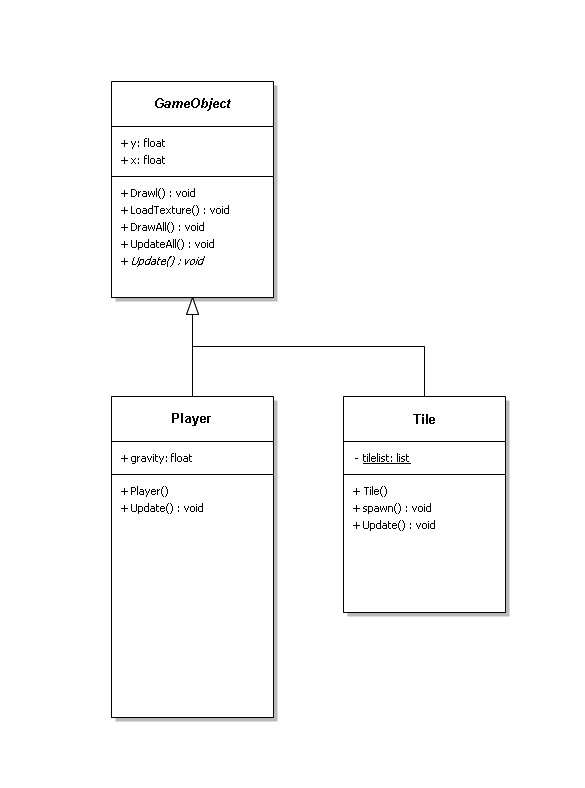 GameObject
+ y: float
+ x: float
+ Drawl() : void
+ LoadTexture() : void
+ DrawAll() : void
+ UpdateAll() : void
+ Update() : void
Player
+ gravity: float
+ Player()
+ Update() : void
Tile
- tilelist: list
+ Tile()
+ spawn() : void
+ Update() : void